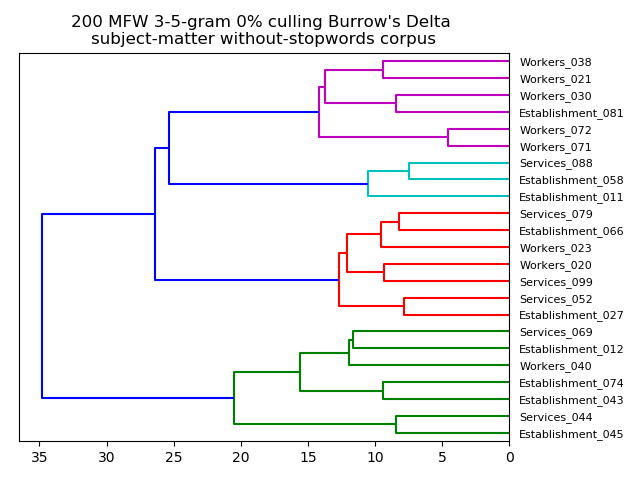 200 MFW 3-5-gram 0% culling Burrow's Delta
subject-matter without-stopwords corpus
Workers_038
Workers_021
Workers_030
Establishment_081
Workers_072
Workers_071
Services_088
Establishment_058
Establishment_011
Services_079
Establishment_066
Workers_023
Workers_020
Services_099
Services_052
Establishment_027
Services_069
Establishment_012
Workers_040
Establishment_074
Establishment_043
Services_044
Establishment_045
35 30 25 20 15 10 5 0